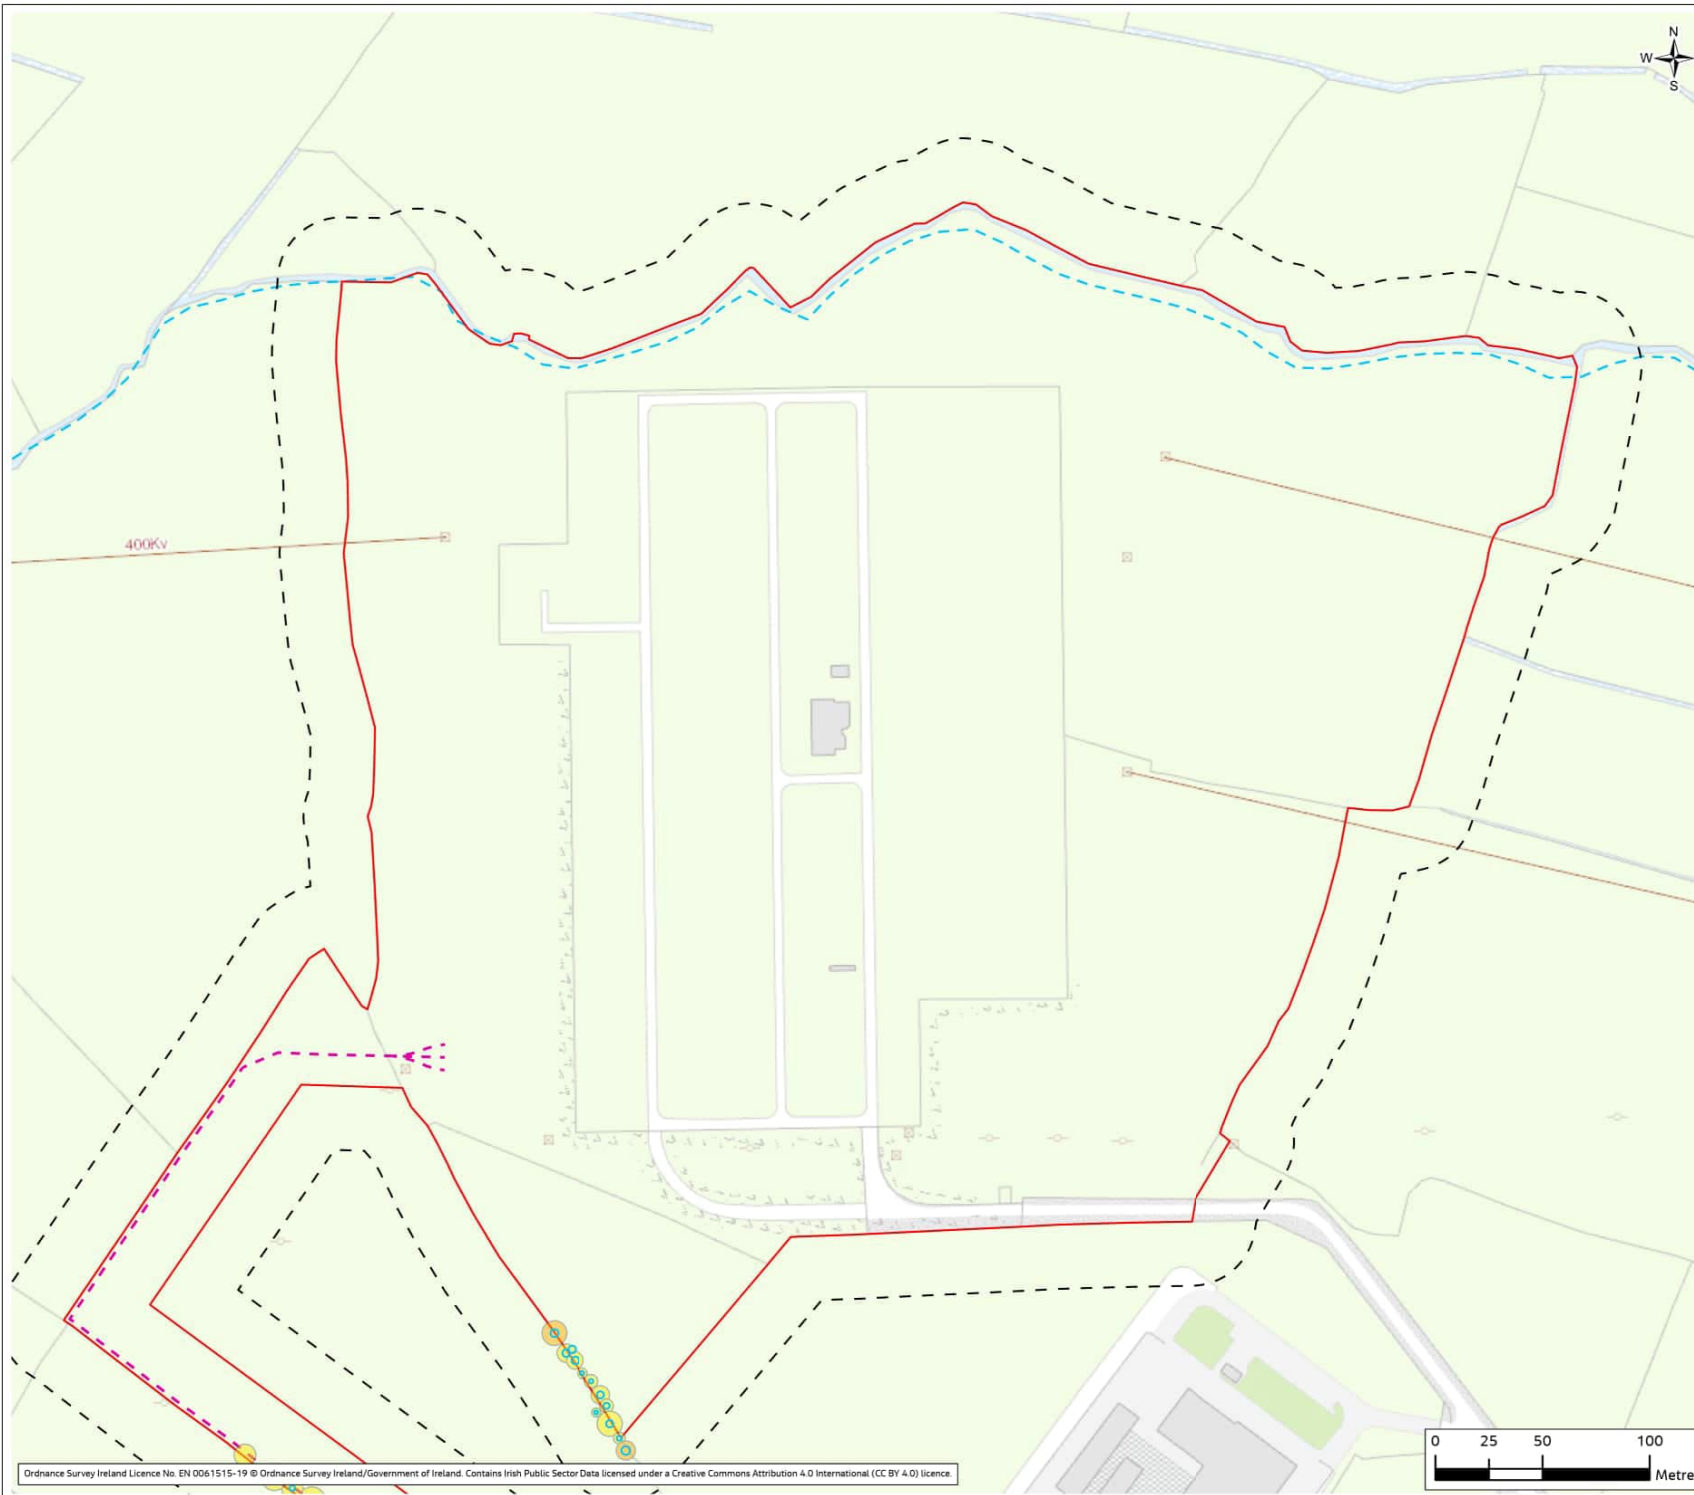 N
W
S
400Kv
0 25 50 100
Metre
Ordnance Survey Ireland Licence No. EN 0061515-19 © Ordnance Survey Ireland/Government of Ireland. Contains Irish Public Sector Data licensed under a Creative Commons Attribution 4.0 International (CC BY 4.0) licence.